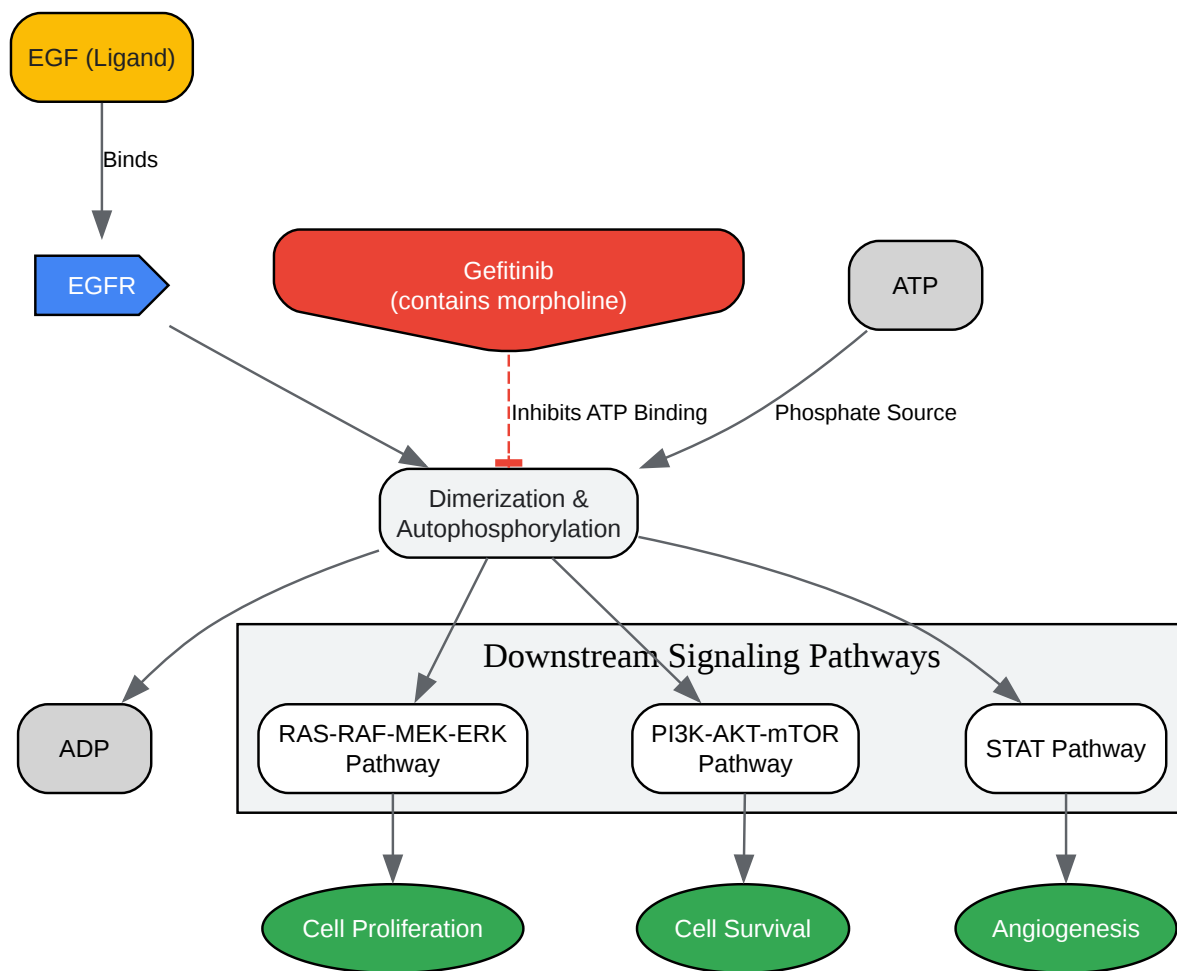 EGF (Ligand)
Binds
EGFR
Gefitinib
(contains morpholine)
ATP
Inhibits ATP Binding
Phosphate Source
Dimerization &
Autophosphorylation
Downstream Signaling Pathways
ADP
RAS-RAF-MEK-ERK
Pathway
PI3K-AKT-mTOR
Pathway
STAT Pathway
Cell Proliferation
Cell Survival
Angiogenesis